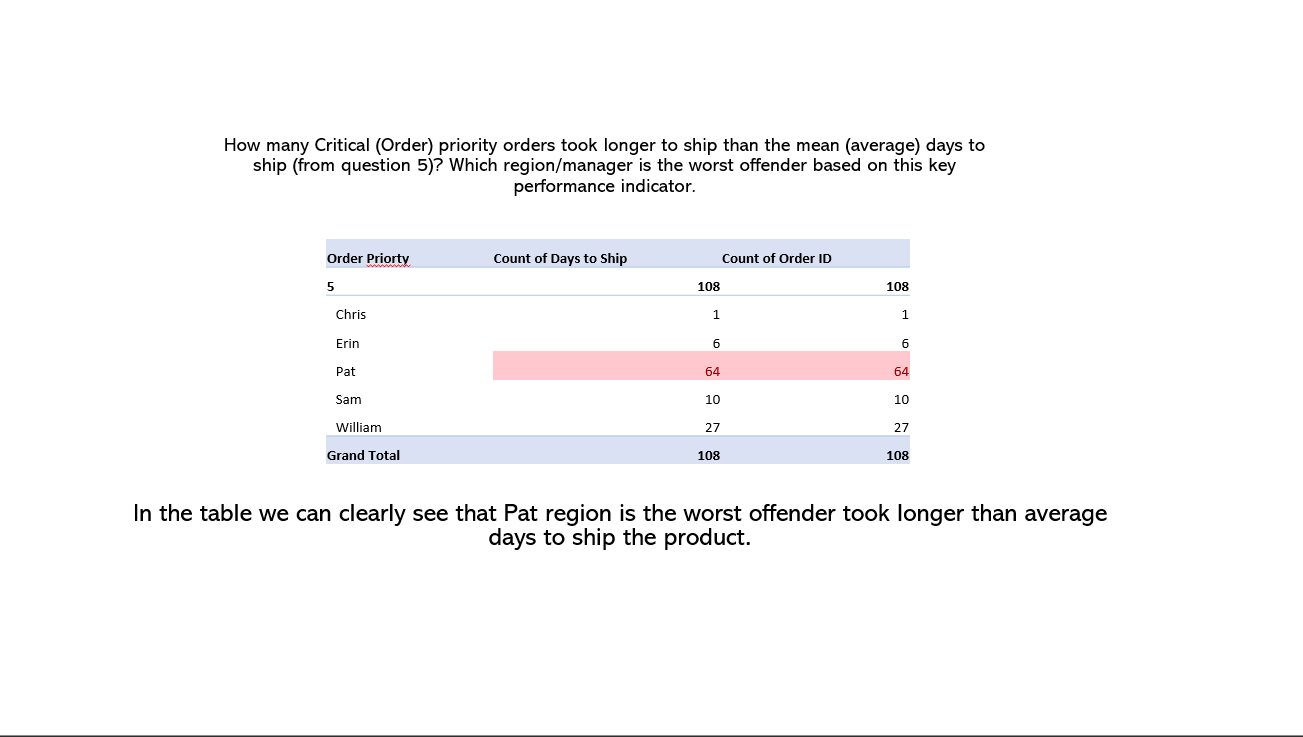 How many Critical (Order) priority orders took longer to ship than the mean (average) days to
ship (from question 5)? Which region/manager is the worst offender based on this key
performance indicator.
Order Priorty Count of Days to Ship Count of Order ID
5 108 108
Chris 1 1
Erin 6 6
Pat 64 64
Sam 10 10
William 27 27
Grand Total 108 108
In the table we can clearly see that Pat region is the worst offender took longer than average
days to ship the product.